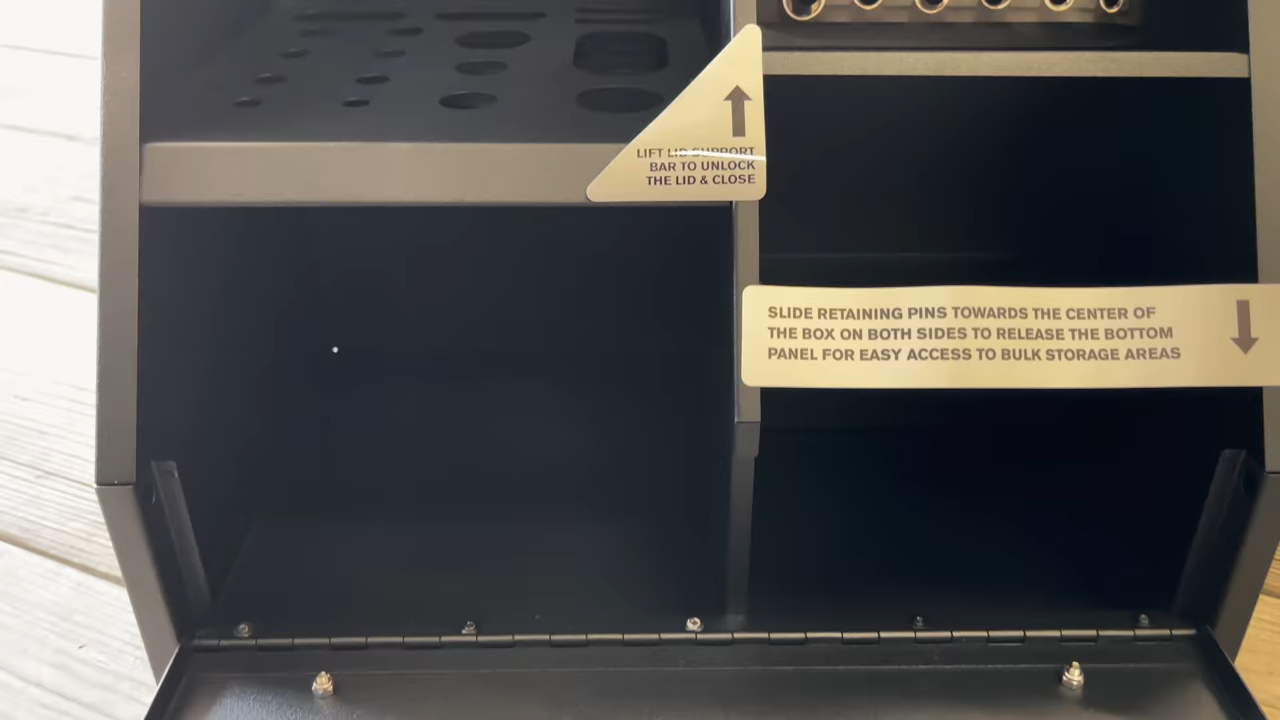 LIFT LID SUPPORT
BAR TO UNLOCK
THE LID & CLOSE
SLIDE RETAINING PINS TOWARDS THE CENTER OF
THE BOX ON BOTH SIDES TO RELEASE THE BOTTOM
PANEL FOR EASY ACCESS TO BULK STORAGE AREAS